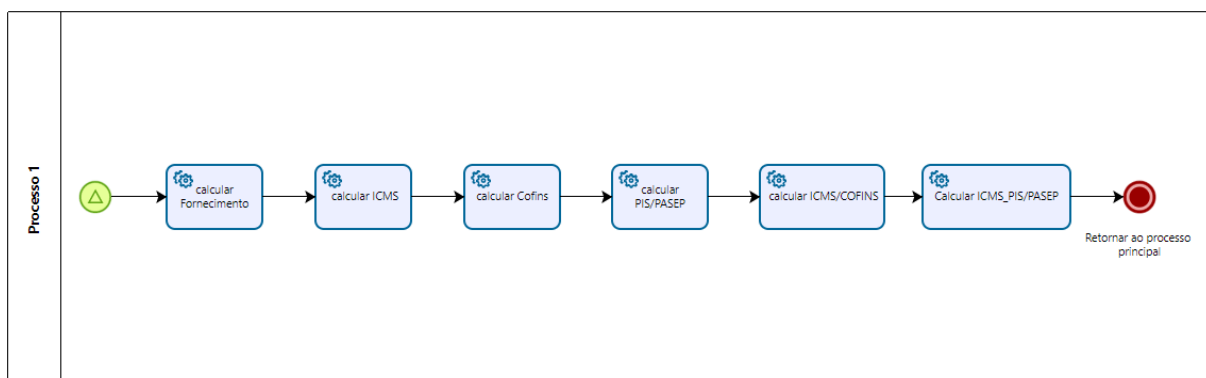 Processo 1
calcular
Fornecimento
calcular ICMS
calcular Cofins
calcular
PIS/PASEP
calcular ICMS/COFINS
Calcular ICMS_PIS/PASEP
Retornar ao processo
principal